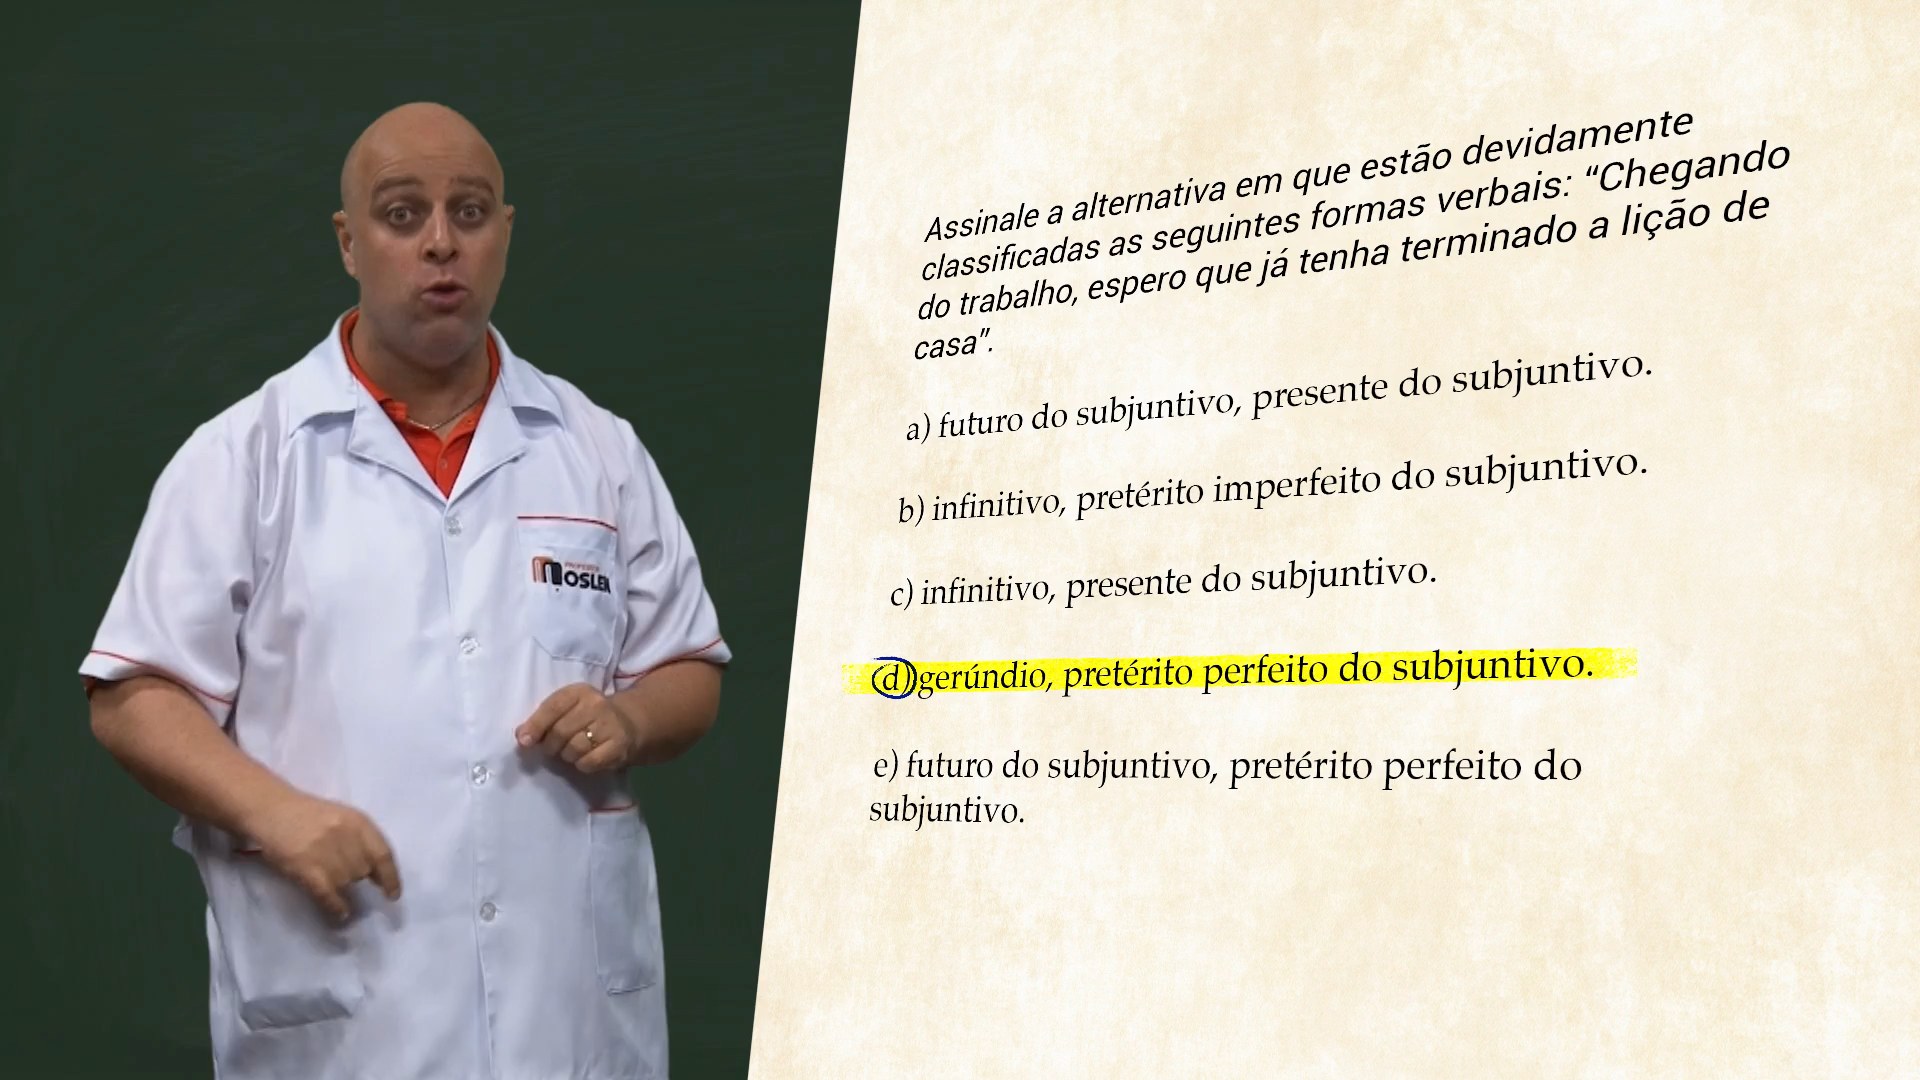 Assinale a alternativa em que estão devidamente
classificadas as seguintes formas verbais: “Chegando
do trabalho, espero que já tenha terminado a lição de
casa”.
a) futuro do subjuntivo, presente do subjuntivo.
b) infinitivo, pretérito imperfeito do subjuntivo.
c) infinitivo, presente do subjuntivo.
d) gerúndio, pretérito perfeito do subjuntivo.
e) futuro do subjuntivo, pretérito perfeito do
subjuntivo.
PROFESSOR
MOSLEM